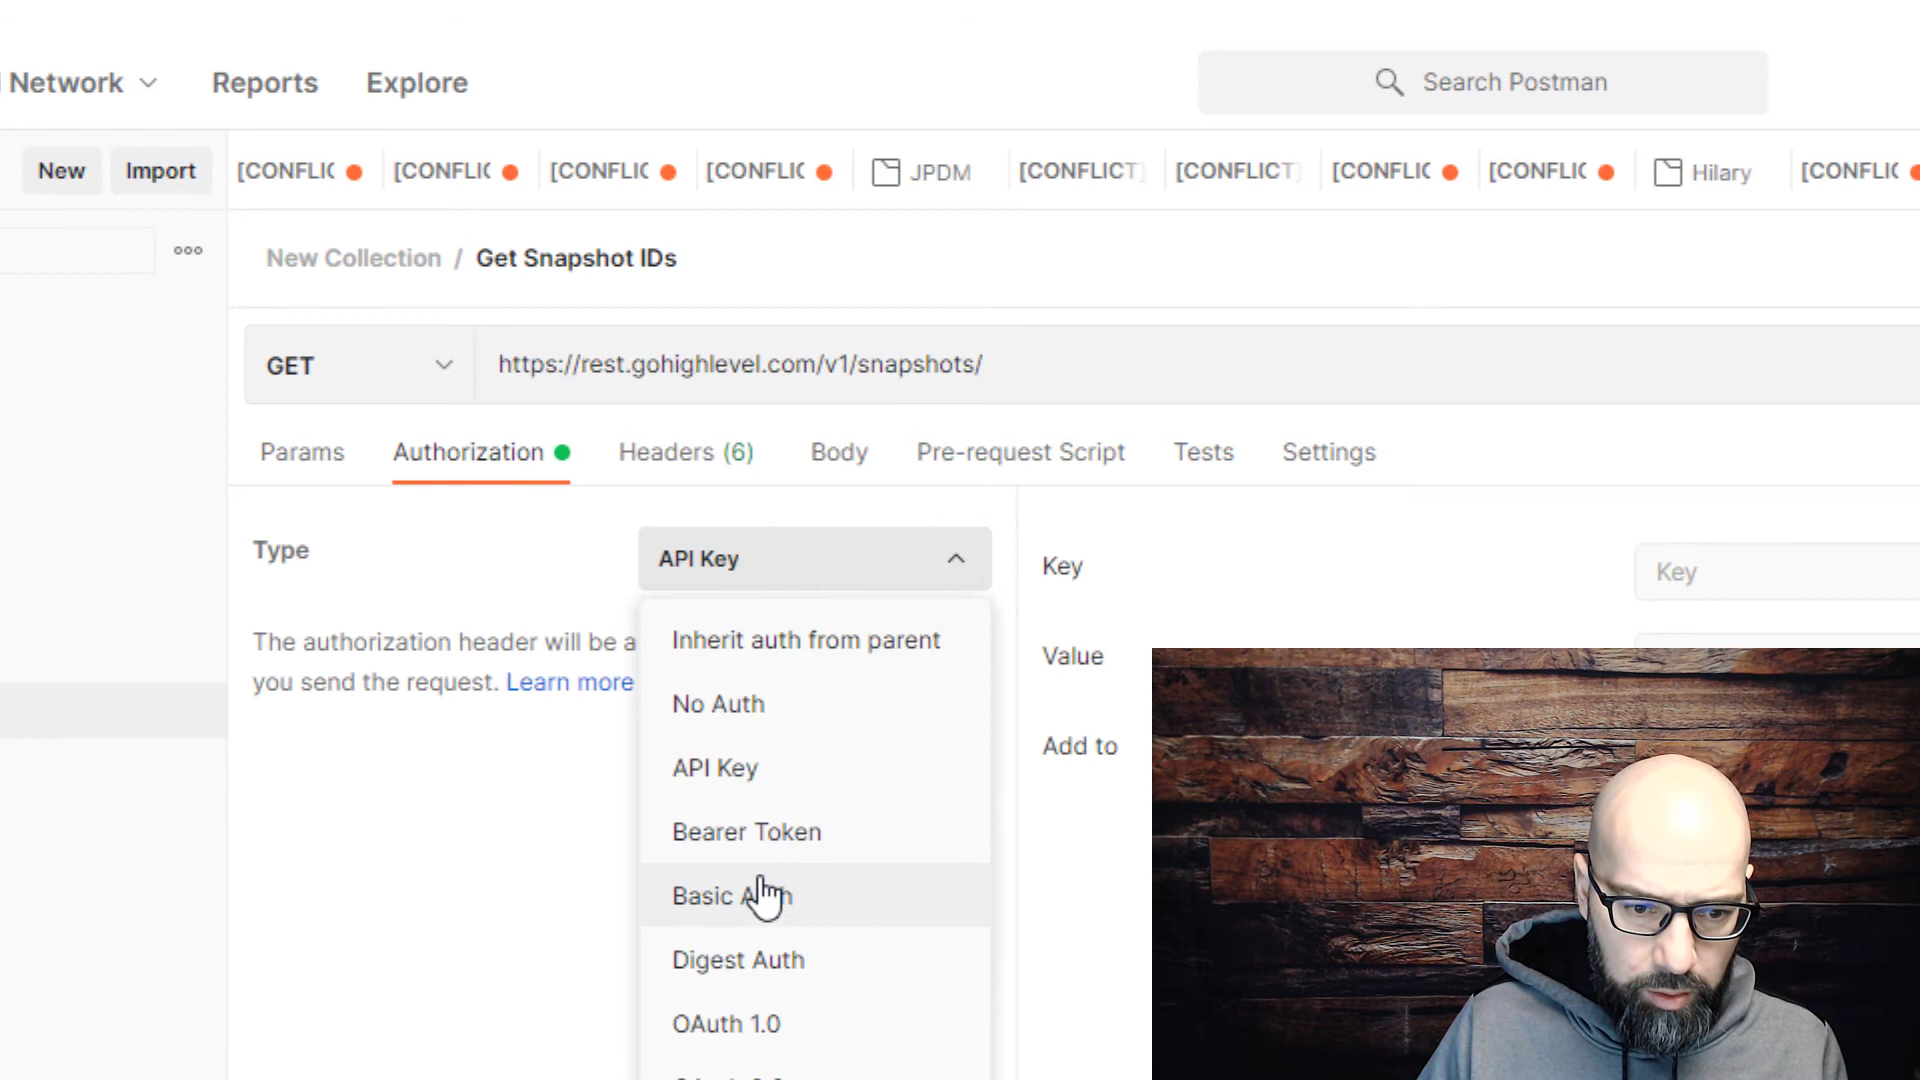 Network
Reports
Explore
Search Postman
New
Import
[CONFLIC
[CONFLIC
[CONFLIC
[CONFLIC
JPDM
[CONFLICT]
[CONFLICT]
[CONFLIC
[CONFLIC
Hilary
[CONFLIC
New Collection / Get Snapshot IDs
GET
https://rest.gohighlevel.com/v1/snapshots/
Params
Authorization
Headers (6)
Body
Pre-request Script
Tests
Settings
Type
API Key
Key
Key
The authorization header will be a
you send the request. Learn more
Inherit auth from parent
No Auth
API Key
Bearer Token
Basic
Digest Auth
OAuth 1.0
Value
Add to